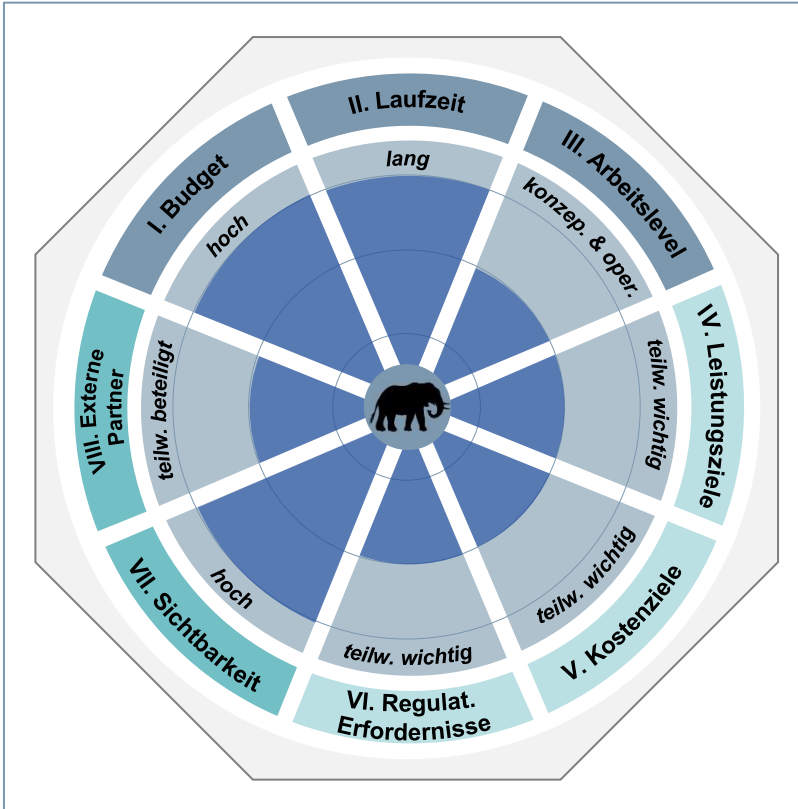 I. Budget
hoch
II. Laufzeit
lang
III. Arbeitslevel
konzep. & oper.
IV. Leistungsziele
teilw. wichtig
V. Kostenziele
teilw. wichtig
VI. Regulat.
Erfordernisse
teilw. wichtig
VII. Sichtbarkeit
hoch
VIII. Externe
Partner
teilw. beteiligt